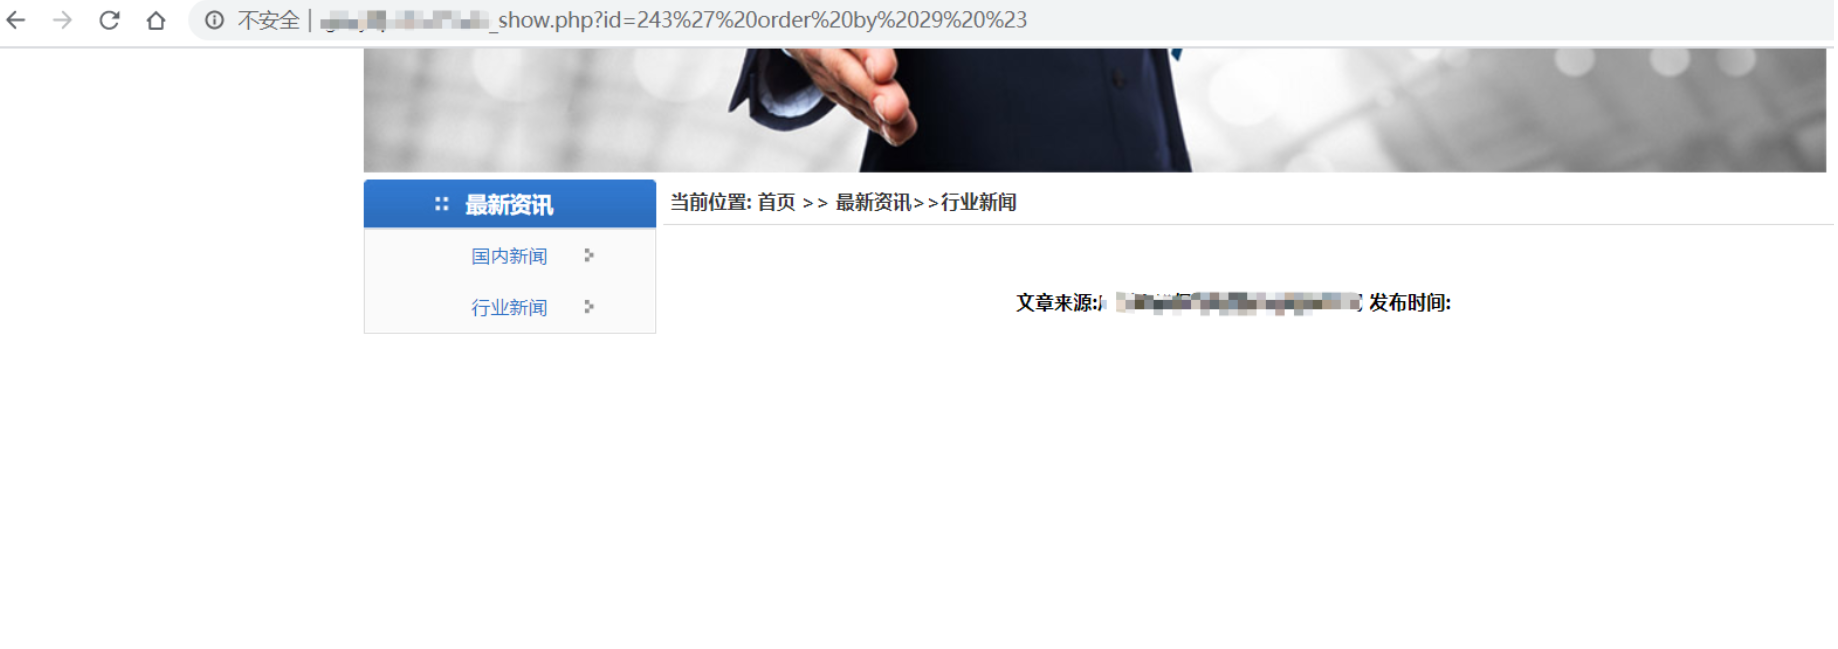 不安全 | _show.php?id=243%27%20order%20by%2029%20%23
最新资讯
国内新闻
行业新闻
当前位置: 首页 >> 最新资讯>>行业新闻
文章来源: 发布时间: